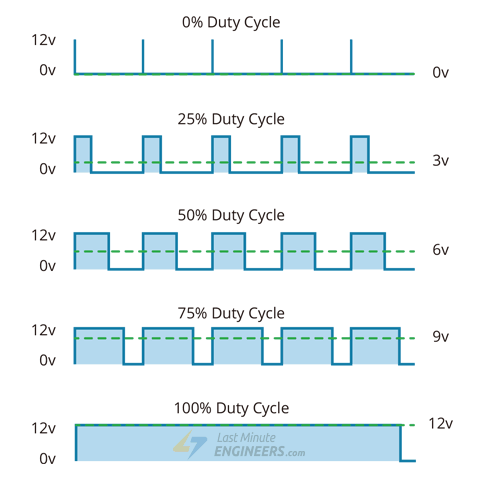 0% Duty Cycle
12v
0v
0v
25% Duty Cycle
12v
3v
0v
50% Duty Cycle
12v
6v
0v
75% Duty Cycle
12v
9v
0v
100% Duty Cycle
12v
12v
Last Minute
ENGINEERS.com
0v